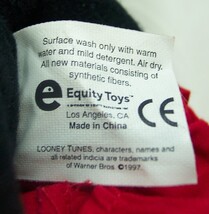 Surface wash only with warm
water and mild detergent. Air dry.
All new materials consisting of
synthetic fibers.
e Equity Toys™
Los Angeles, CA
Made in China
CE
LOONEY TUNES, characters, names and
all related indicia are trademarks
of Warner Bros. ©1997.